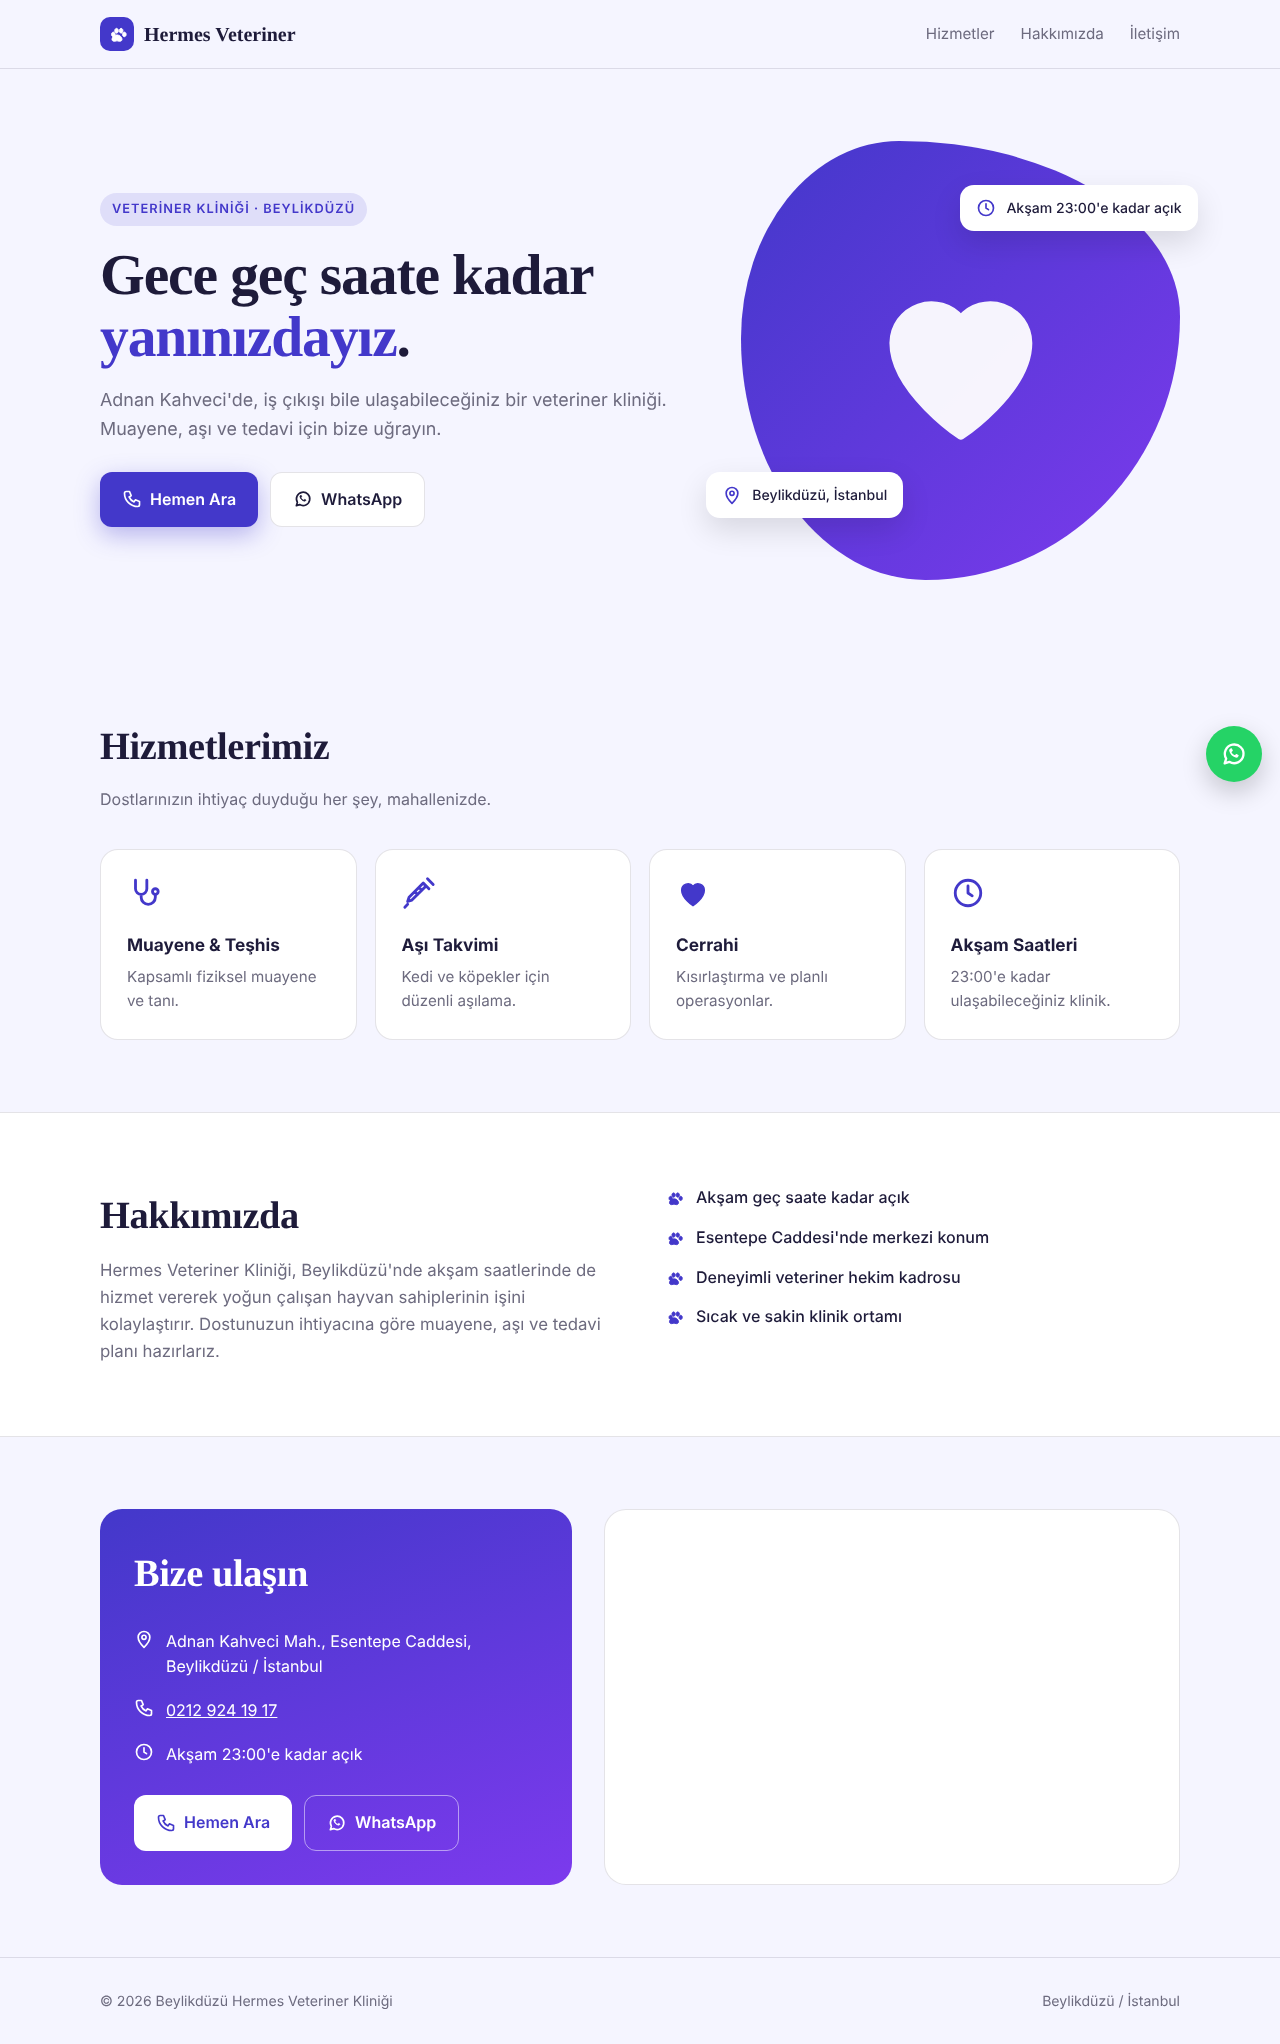 Hermes Veteriner
Hizmetler
Hakkımızda
İletişim
VETERİNER KLİNİĞİ · BEYLİKDÜZÜ
Gece geç saate kadar
yanınızdayız.
Adnan Kahveci'de, iş çıkışı bile ulaşabileceğiniz bir veteriner kliniği.
Muayene, aşı ve tedavi için bize uğrayın.
Hemen Ara
WhatsApp
Akşam 23:00'e kadar açık
Beylikdüzü, İstanbul
Hizmetlerimiz
Dostlarınızın ihtiyaç duyduğu her şey, mahallenizde.
Muayene & Teşhis
Kapsamlı fiziksel muayene
ve tanı.
Aşı Takvimi
Kedi ve köpekler için
düzenli aşılama.
Cerrahi
Kısırlaştırma ve planlı
operasyonlar.
Akşam Saatleri
23:00'e kadar
ulaşabileceğiniz klinik.
Hakkımızda
Hermes Veteriner Kliniği, Beylikdüzü'nde akşam saatlerinde de
hizmet vererek yoğun çalışan hayvan sahiplerinin işini
kolaylaştırır. Dostunuzun ihtiyacına göre muayene, aşı ve tedavi
planı hazırlarız.
Akşam geç saate kadar açık
Esentepe Caddesi'nde merkezi konum
Deneyimli veteriner hekim kadrosu
Sıcak ve sakin klinik ortamı
Bize ulaşın
Adnan Kahveci Mah., Esentepe Caddesi,
Beylikdüzü / İstanbul
0212 924 19 17
Akşam 23:00'e kadar açık
Hemen Ara
WhatsApp
© 2026 Beylikdüzü Hermes Veteriner Kliniği
Beylikdüzü / İstanbul